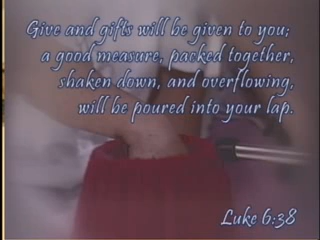 Give and gifts will be given to you;
a good measure, packed together,
shaken down, and overflowing,
will be poured into your lap.
Luke 6:38